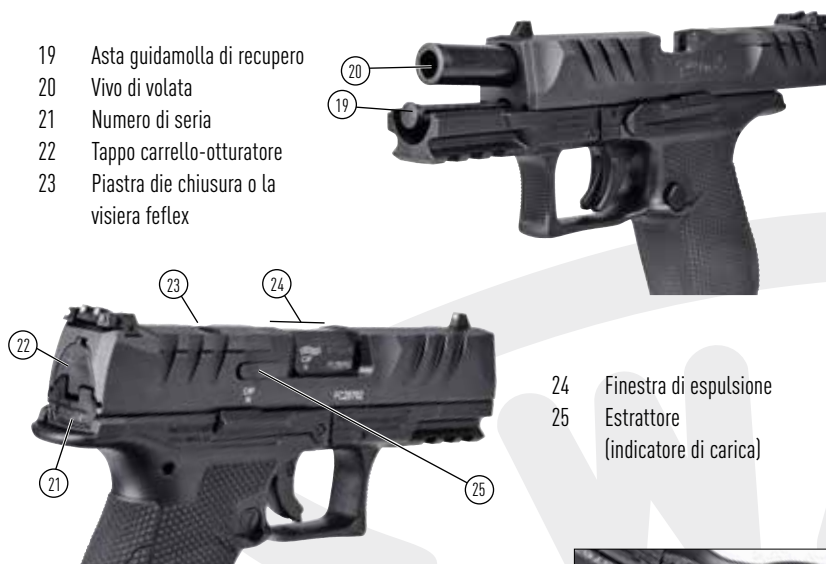 19 Asta guidamolla di recupero
20 Vivo di volata
21 Numero di seria
22 Tappo carrello-otturatore
23 Piastra die chiusura o la
visiera feflex
20
19
23
24
22
21
25
24 Finestra di espulsione
25 Estrattore
(indicatore di carica)